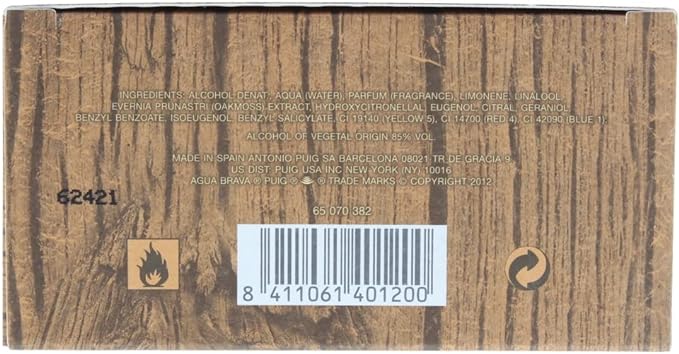 INGREDIENTS: ALCOHOL DENAT., AQUA (WATER), PARFUM (FRAGRANCE), LIMONENE, LINALOOL,
EVERNIA PRUNASTRI (OAKMOSS) EXTRACT, HYDROXYCITRONELLAL, EUGENOL, CITRAL, GERANIOL,
BENZYL BENZOATE, ISOEUGENOL, BENZYL SALICYLATE, CI 19140 (YELLOW 5), CI 14700 (RED 4), CI 42090 (BLUE 1).
ALCOHOL OF VEGETAL ORIGIN 85% VOL.
MADE IN SPAIN ANTONIO PUIG SA BARCELONA 08021 TR DE GRACIA 9
US DIST. PUIG USA INC NEW YORK (NY) 10016
AGUA BRAVA ® PUIG ® ® TRADE MARKS © COPYRIGHT 2012
62421
65 070 382
8 411061 401200